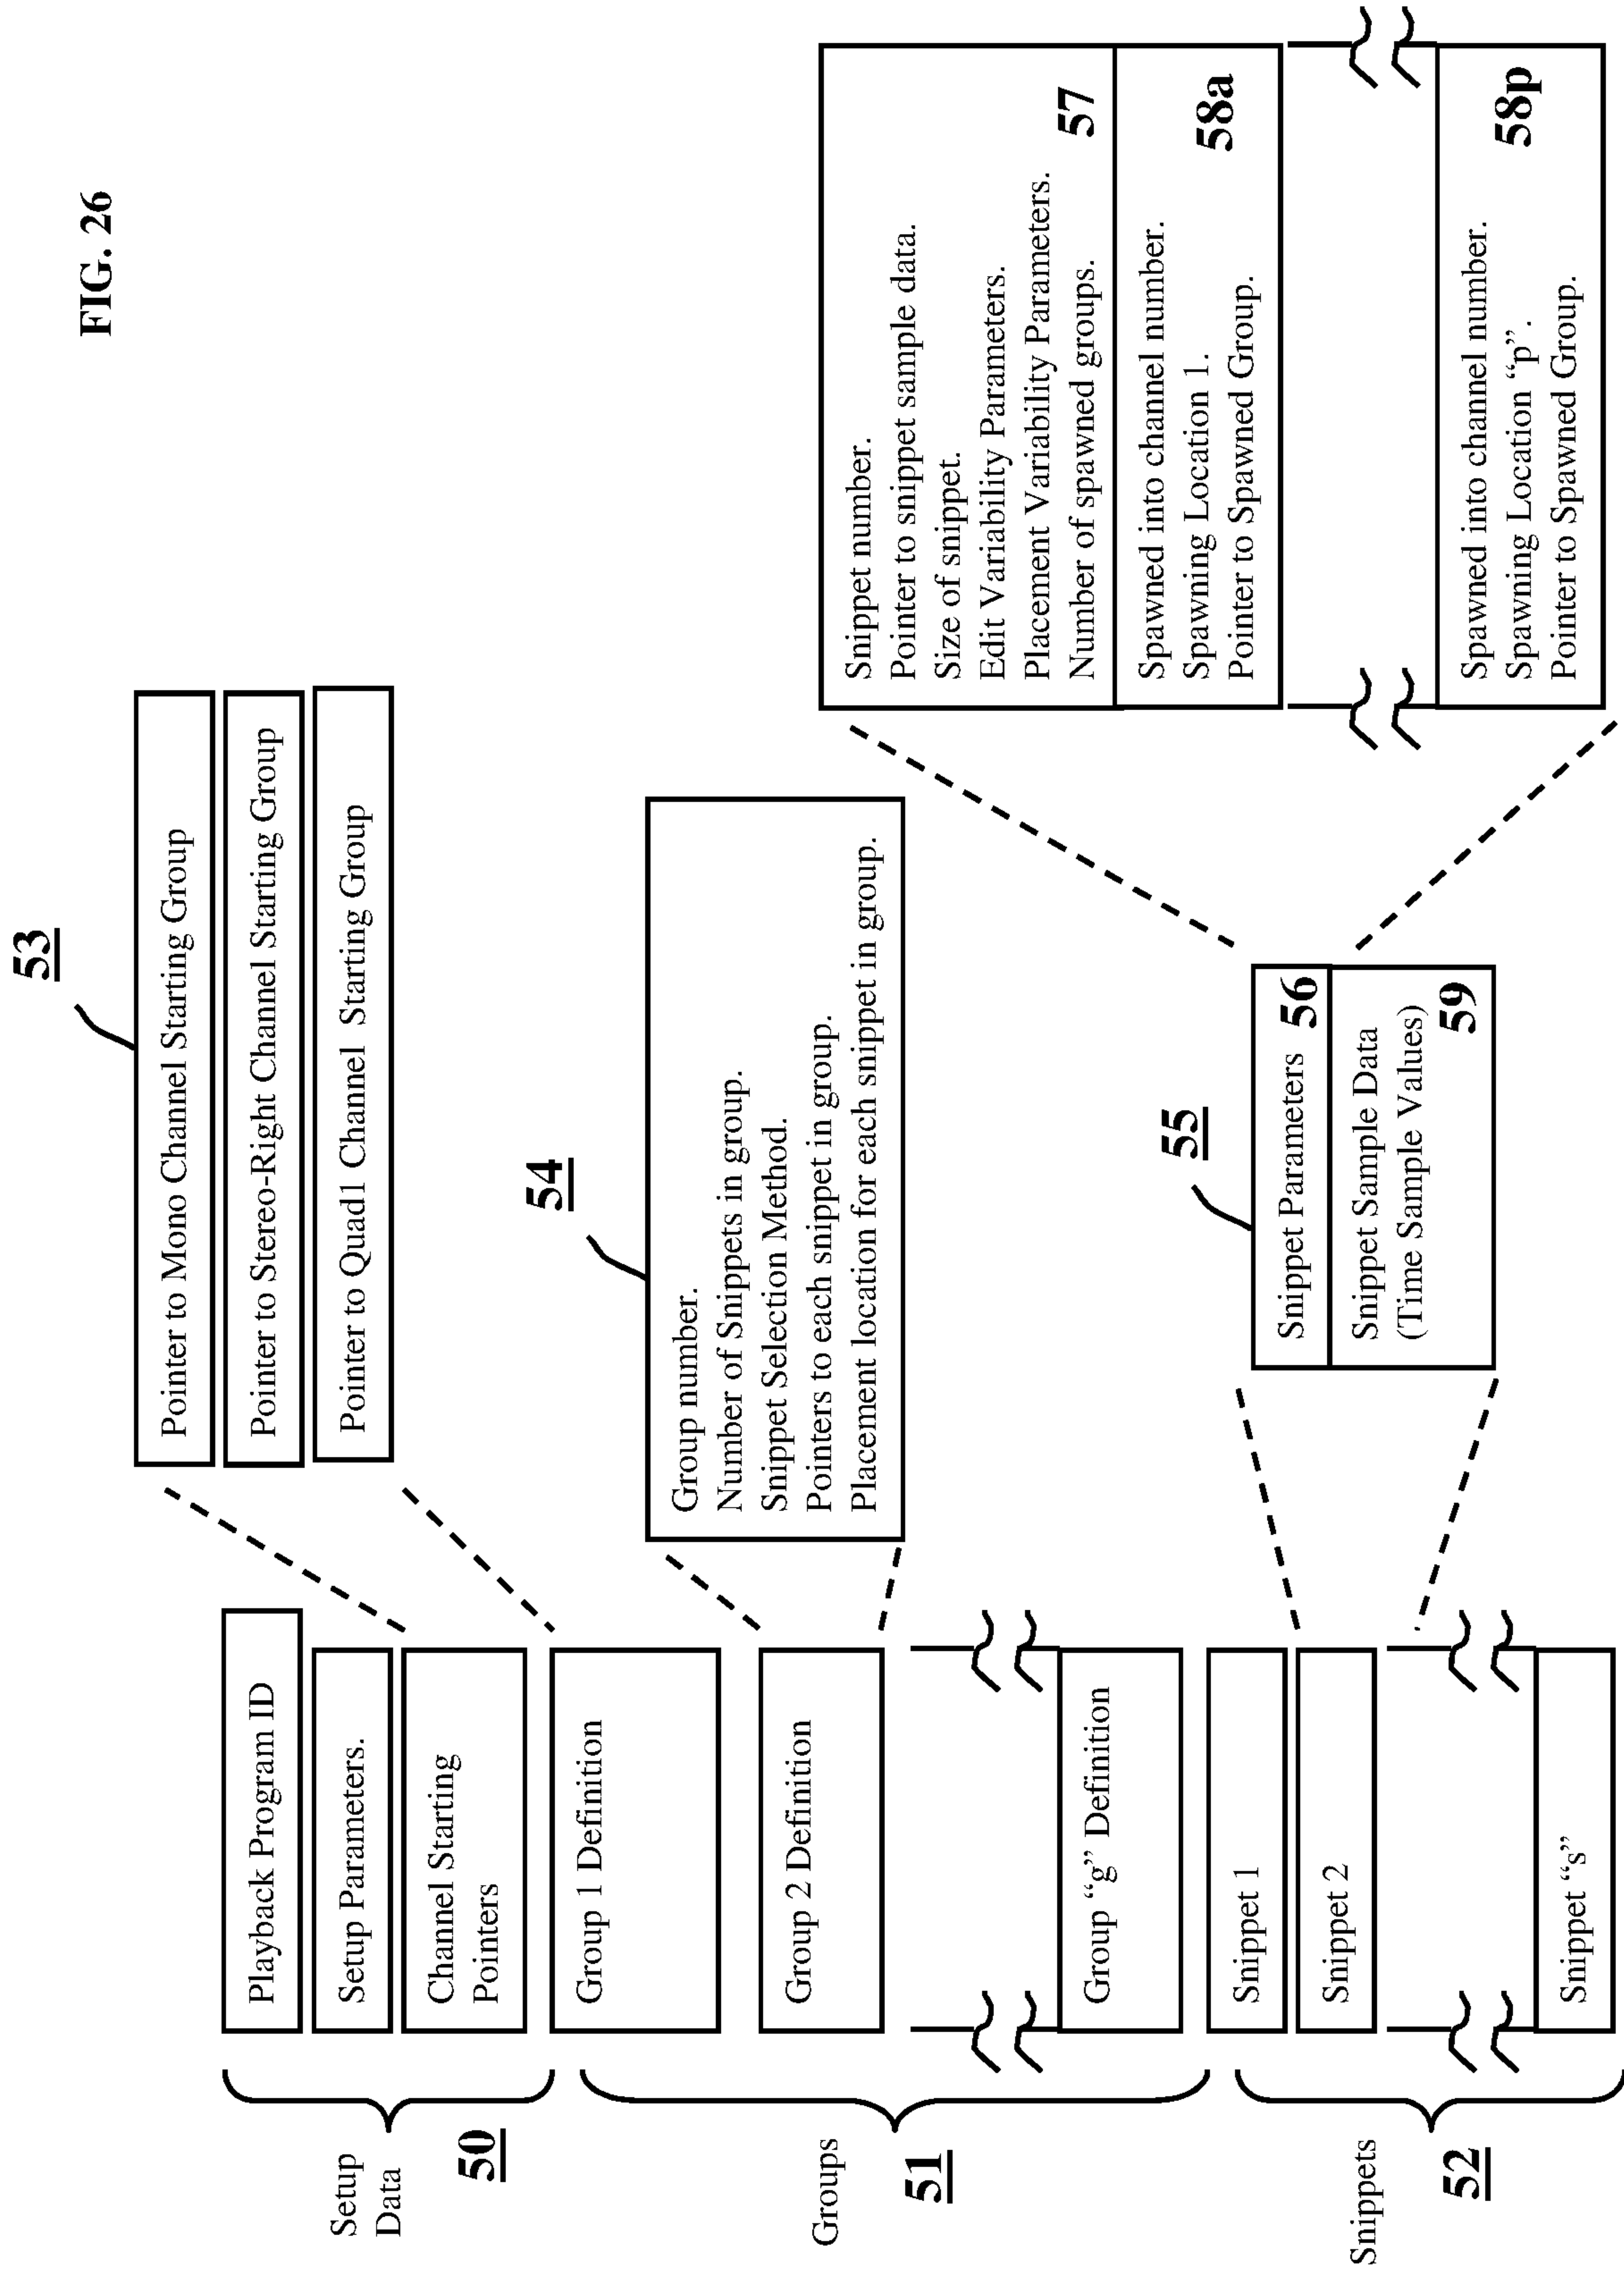 FIG. 26
Setup
Data
50
Playback Program ID
Setup Parameters.
Channel Starting
Pointers
53
Pointer to Mono Channel Starting Group
Pointer to Stereo-Right Channel Starting Group
Pointer to Quad1 Channel Starting Group
Groups
51
Group 1 Definition
Group 2 Definition
Group “g” Definition
54
Group number.
Number of Snippets in group.
Snippet Selection Method.
Pointers to each snippet in group.
Placement location for each snippet in group.
Snippets
52
Snippet 1
Snippet 2
Snippet “s”
55
Snippet Parameters 56
Snippet Sample Data
(Time Sample Values)
59
Snippet number.
Pointer to snippet sample data.
Size of snippet.
Edit Variability Parameters.
Placement Variability Parameters.
Number of spawned groups.
57
Spawned into channel number.
Spawning Location 1.
Pointer to Spawned Group.
58a
Spawned into channel number.
Spawning Location “p”.
Pointer to Spawned Group.
58p